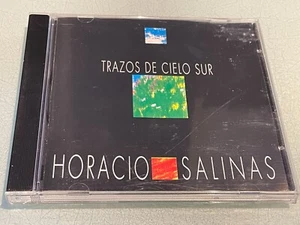 TRAZOS DE CIELO SUR
HORACIO SALINAS